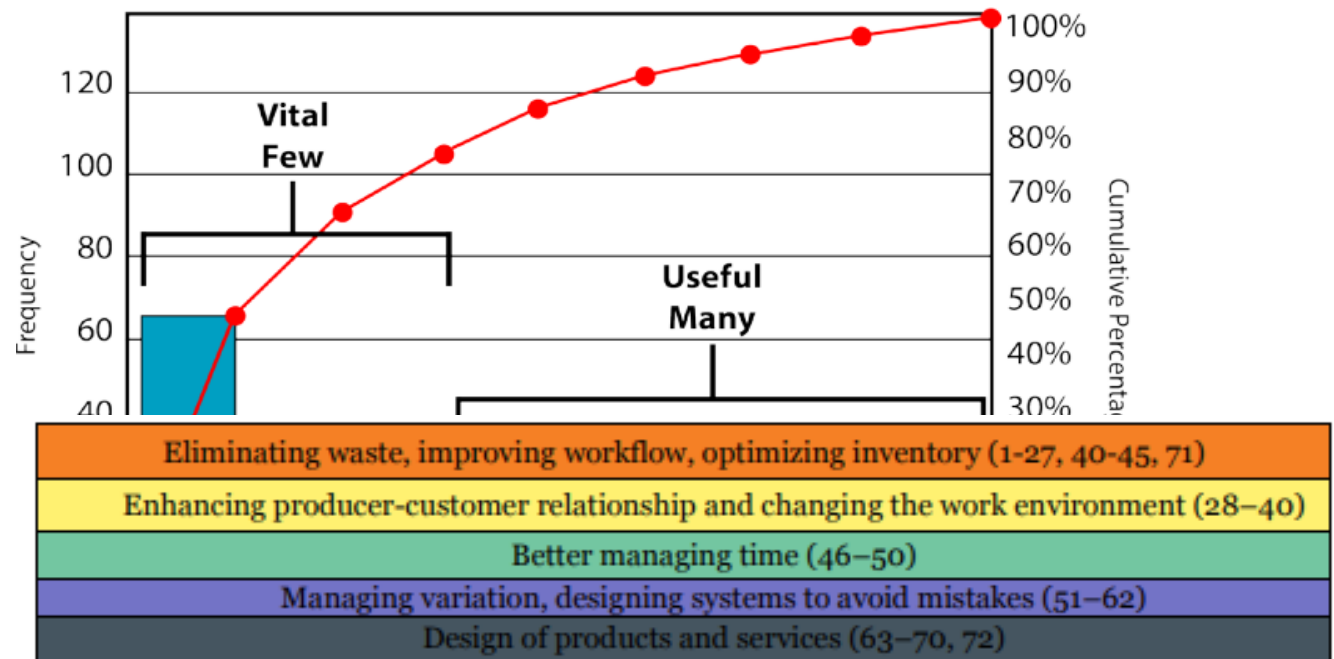 100%
120
90%
Vital
Few
80%
100
70%
80
60%
Useful
Many
50%
60
40%
40
30%
Frequency
Cumulative Percenta
Eliminating waste, improving workflow, optimizing inventory (1-27, 40-45, 71)
Enhancing producer-customer relationship and changing the work environment (28–40)
Better managing time (46–50)
Managing variation, designing systems to avoid mistakes (51–62)
Design of products and services (63–70, 72)